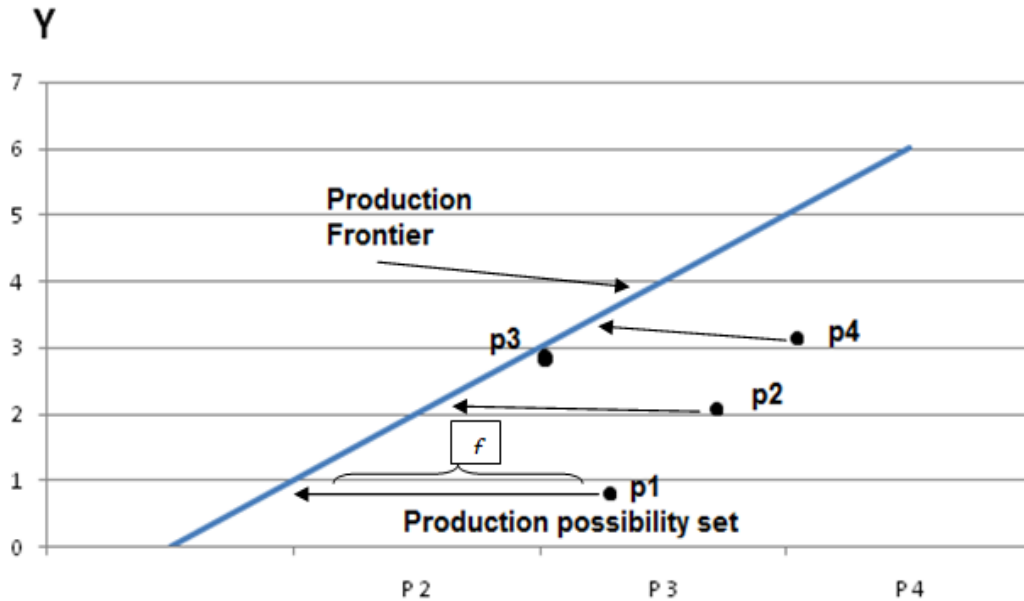 Y
7
6
Production
Frontier
5
4
p3
p4
3
p2
2
f
1
p1
Production possibility set
0
P 2 P 3 P 4